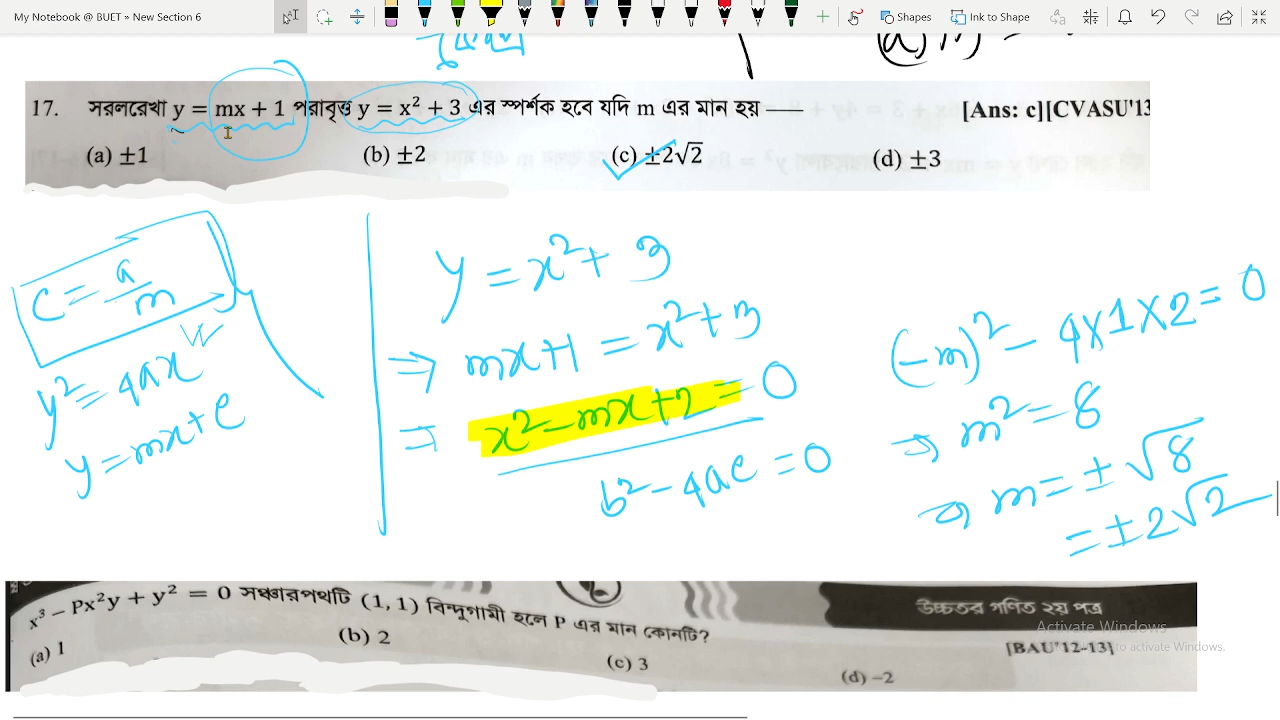 My Notebook @ BUET » New Section 6
Shapes
Ink to Shape
17. সরলরেখা y = mx + 1 পরাবৃত্ত y = x² + 3 এর স্পর্শক হবে যদি m এর মান হয় —— [Ans: c][CVASU'13
(a) ±1 (b) ±2 (c) ±2√2 (d) ±3
C = a/m
y² = 4ax
y = mx + c
y = x² + 3
⇒ mx+1 = x²+3
⇒ x² - mx + 2 = 0
b² - 4ac = 0
(-m)² - 4×1×2 = 0
⇒ m² = 8
⇒ m = ± √8
= ± 2√2
উচ্চতর গণিত ২য় পত্র
x³ − Px²y + y² = 0 সঞ্চারপথটি (1, 1) বিন্দুগামী হলে P এর মান কোনটি? [BAU'12-13]
(a) 1 (b) 2 (c) 3 (d) −2
Activate Windows
to activate Windows.